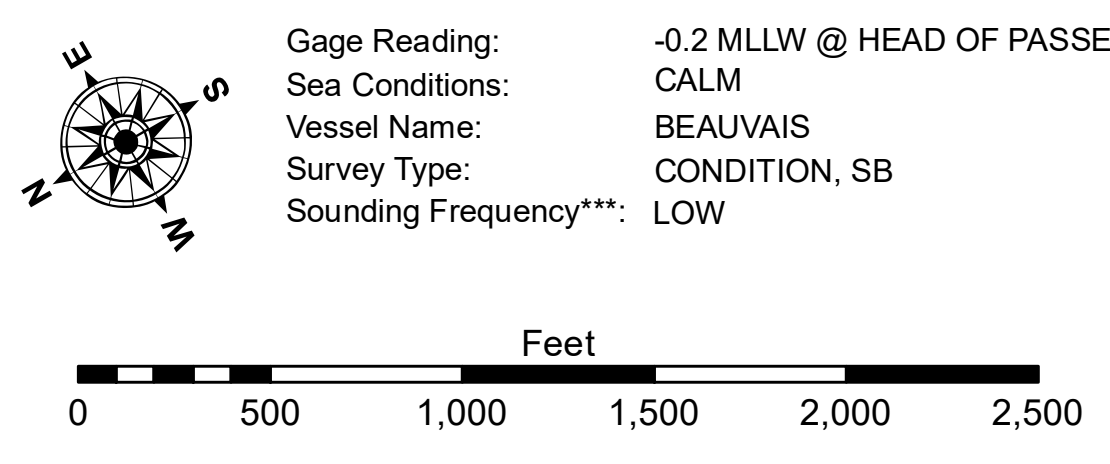 E
S
N
W
Gage Reading: -0.2 MLLW @ HEAD OF PASSE
Sea Conditions: CALM
Vessel Name: BEAUVAIS
Survey Type: CONDITION, SB
Sounding Frequency***: LOW
Feet
0 500 1,000 1,500 2,000 2,500